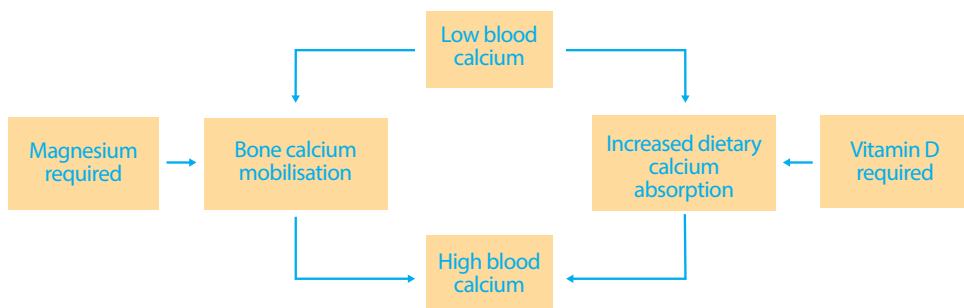 Low blood
calcium
Magnesium
required
Bone calcium
mobilisation
Increased dietary
calcium
absorption
Vitamin D
required
High blood
calcium